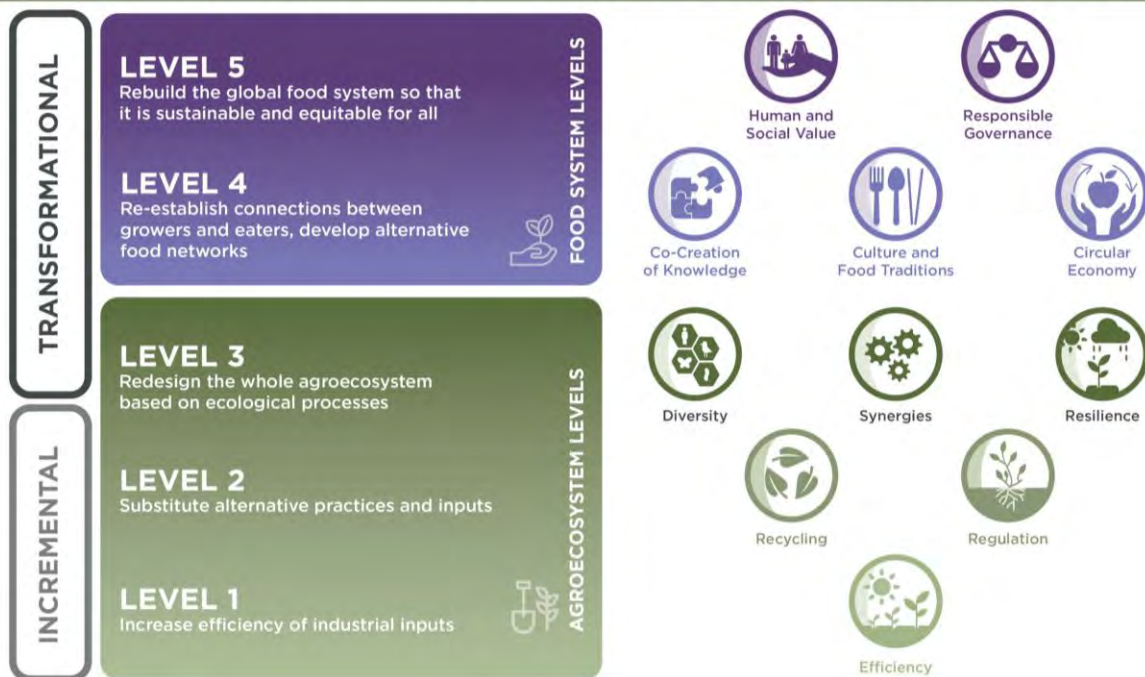 TRANSFORMATIONAL
INCREMENTAL
LEVEL 5
Rebuild the global food system so that
it is sustainable and equitable for all
LEVEL 4
Re-establish connections between
growers and eaters, develop alternative
food networks
FOOD SYSTEM LEVELS
LEVEL 3
Redesign the whole agroecosystem
based on ecological processes
LEVEL 2
Substitute alternative practices and inputs
LEVEL 1
Increase efficiency of industrial inputs
AGROECOSYSTEM LEVELS
Human and
Social Value
Responsible
Governance
Co-Creation
of Knowledge
Culture and
Food Traditions
Circular
Economy
Diversity
Synergies
Resilience
Recycling
Regulation
Efficiency